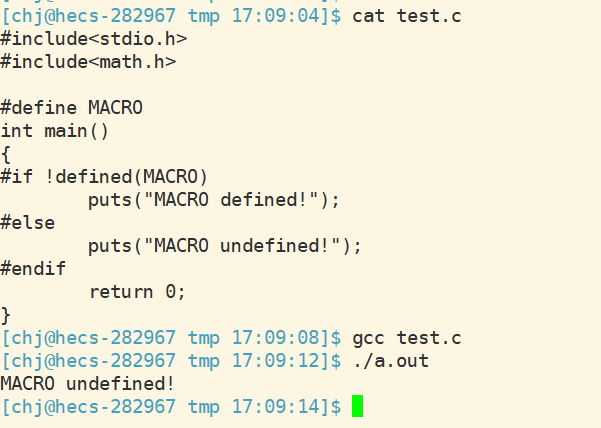 [chj@hecs-282967 tmp 17:09:04]$ cat test.c
#include<stdio.h>
#include<math.h>

#define MACRO
int main()
{
#if !defined(MACRO)
        puts("MACRO defined!");
#else
        puts("MACRO undefined!");
#endif
        return 0;
}
[chj@hecs-282967 tmp 17:09:08]$ gcc test.c
[chj@hecs-282967 tmp 17:09:12]$ ./a.out
MACRO undefined!
[chj@hecs-282967 tmp 17:09:14]$